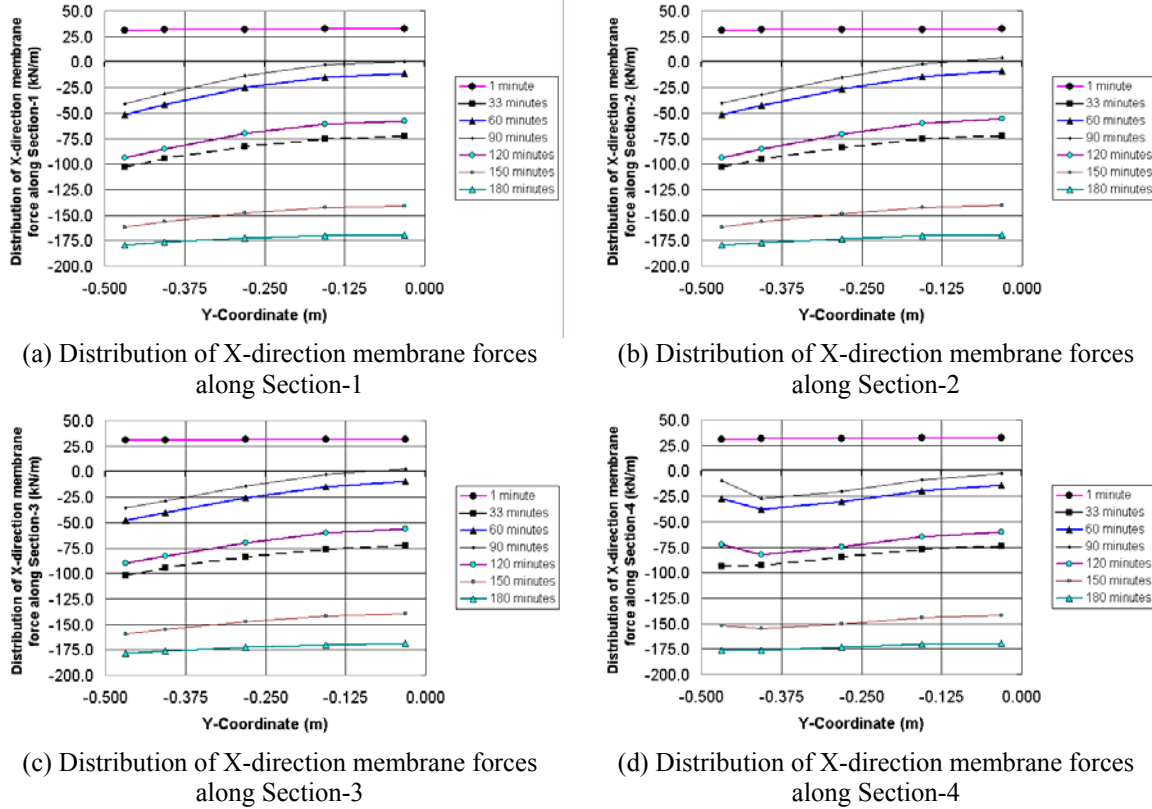 Distribution of X-direction membrane
force along Section-1 (kN/m)
50.0
25.0
0.0
-25.0
-50.0
-75.0
-100.0
-125.0
-150.0
-175.0
-200.0
-0.500 -0.375 -0.250 -0.125 0.000
Y-Coordinate (m)
1 minute
33 minutes
60 minutes
90 minutes
120 minutes
150 minutes
180 minutes
(a) Distribution of X-direction membrane forces
along Section-1
Distribution of X-direction membrane
force along Section-2 (kN/m)
50.0
25.0
0.0
-25.0
-50.0
-75.0
-100.0
-125.0
-150.0
-175.0
-200.0
-0.500 -0.375 -0.250 -0.125 0.000
Y-Coordinate (m)
1 minute
33 minutes
60 minutes
90 minutes
120 minutes
150 minutes
180 minutes
(b) Distribution of X-direction membrane forces
along Section-2
Distribution of X-direction membrane
force along Section-3 (kN/m)
50.0
25.0
0.0
-25.0
-50.0
-75.0
-100.0
-125.0
-150.0
-175.0
-200.0
-0.500 -0.375 -0.250 -0.125 0.000
Y-Coordinate (m)
1 minute
33 minutes
60 minutes
90 minutes
120 minutes
150 minutes
180 minutes
(c) Distribution of X-direction membrane forces
along Section-3
Distribution of X-direction membrane
force along Section-4 (kN/m)
50.0
25.0
0.0
-25.0
-50.0
-75.0
-100.0
-125.0
-150.0
-175.0
-200.0
-0.500 -0.375 -0.250 -0.125 0.000
Y-Coordinate (m)
1 minute
33 minutes
60 minutes
90 minutes
120 minutes
150 minutes
180 minutes
(d) Distribution of X-direction membrane forces
along Section-4